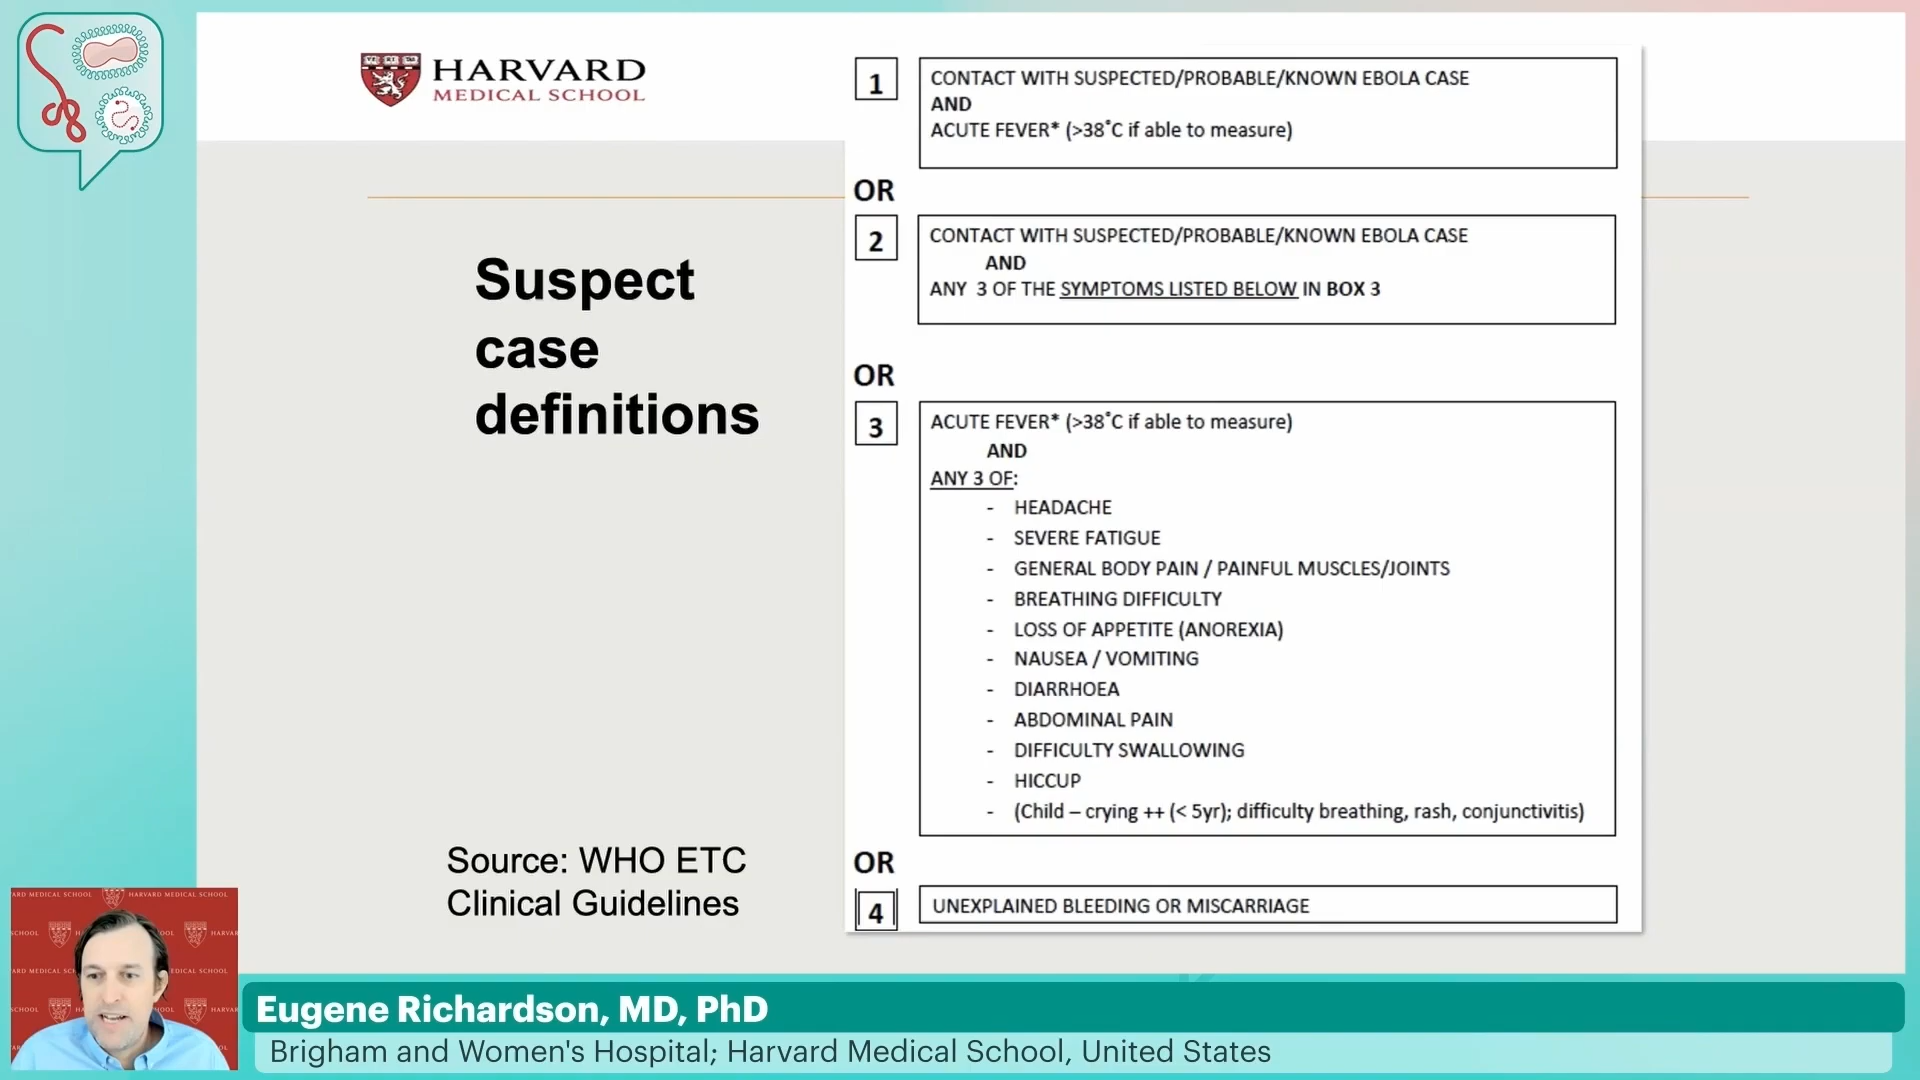 HARVARD
MEDICAL SCHOOL
Suspect
case
definitions
Source: WHO ETC
Clinical Guidelines
1
CONTACT WITH SUSPECTED/PROBABLE/KNOWN EBOLA CASE
AND
ACUTE FEVER* (>38˚C if able to measure)
OR
2
CONTACT WITH SUSPECTED/PROBABLE/KNOWN EBOLA CASE
AND
ANY 3 OF THE SYMPTOMS LISTED BELOW IN BOX 3
OR
3
ACUTE FEVER* (>38˚C if able to measure)
AND
ANY 3 OF:
- HEADACHE
- SEVERE FATIGUE
- GENERAL BODY PAIN / PAINFUL MUSCLES/JOINTS
- BREATHING DIFFICULTY
- LOSS OF APPETITE (ANOREXIA)
- NAUSEA / VOMITING
- DIARRHOEA
- ABDOMINAL PAIN
- DIFFICULTY SWALLOWING
- HICCUP
- (Child – crying ++ (< 5yr); difficulty breathing, rash, conjunctivitis)
OR
4
UNEXPLAINED BLEEDING OR MISCARRIAGE
HARVARD MEDICAL SCHOOL
Eugene Richardson, MD, PhD
Brigham and Women's Hospital; Harvard Medical School, United States